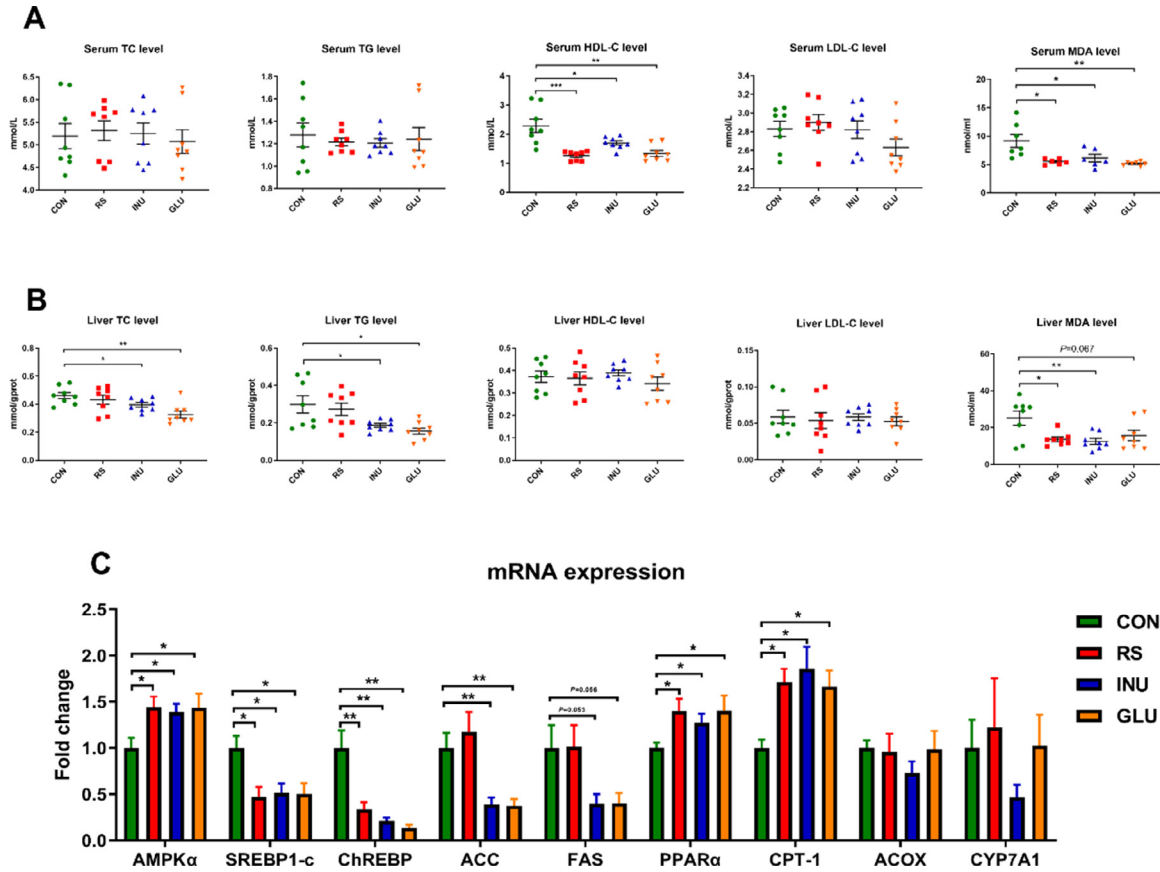 A
Serum TC level
mmol/L
6.5
6.0
5.5
5.0
4.5
4.0
CON
RS
INU
GLU
Serum TG level
mmol/L
1.8
1.6
1.4
1.2
1.0
0.8
CON
RS
INU
GLU
Serum HDL-C level
mmol/L
4
3
2
1
0
**
*
***
CON
RS
INU
GLU
Serum LDL-C level
mmol/L
3.4
3.2
3.0
2.8
2.6
2.4
2.2
CON
RS
INU
GLU
Serum MDA level
nmol/ml
20
15
10
5
0
**
*
*
CON
RS
INU
GLU
B
Liver TC level
mmol/gprot
0.8
0.6
0.4
0.2
0.0
**
*
CON
RS
INU
GLU
Liver TG level
mmol/gprot
0.6
0.4
0.2
0.0
*
*
CON
RS
INU
GLU
Liver HDL-C level
mmol/gprot
0.5
0.4
0.3
0.2
0.1
0.0
CON
RS
INU
GLU
Liver LDL-C level
mmol/gprot
0.15
0.10
0.05
0.00
CON
RS
INU
GLU
Liver MDA level
nmol/ml
60
40
20
0
P=0.067
**
*
CON
RS
INU
GLU
C
mRNA expression
Fold change
2.5
2.0
1.5
1.0
0.5
0.0
*
*
*
*
*
*
**
**
**
**
**
P=0.056
P=0.053
*
*
*
*
*
*
AMPKα
SREBP1-c
ChREBP
ACC
FAS
PPARα
CPT-1
ACOX
CYP7A1
CON
RS
INU
GLU